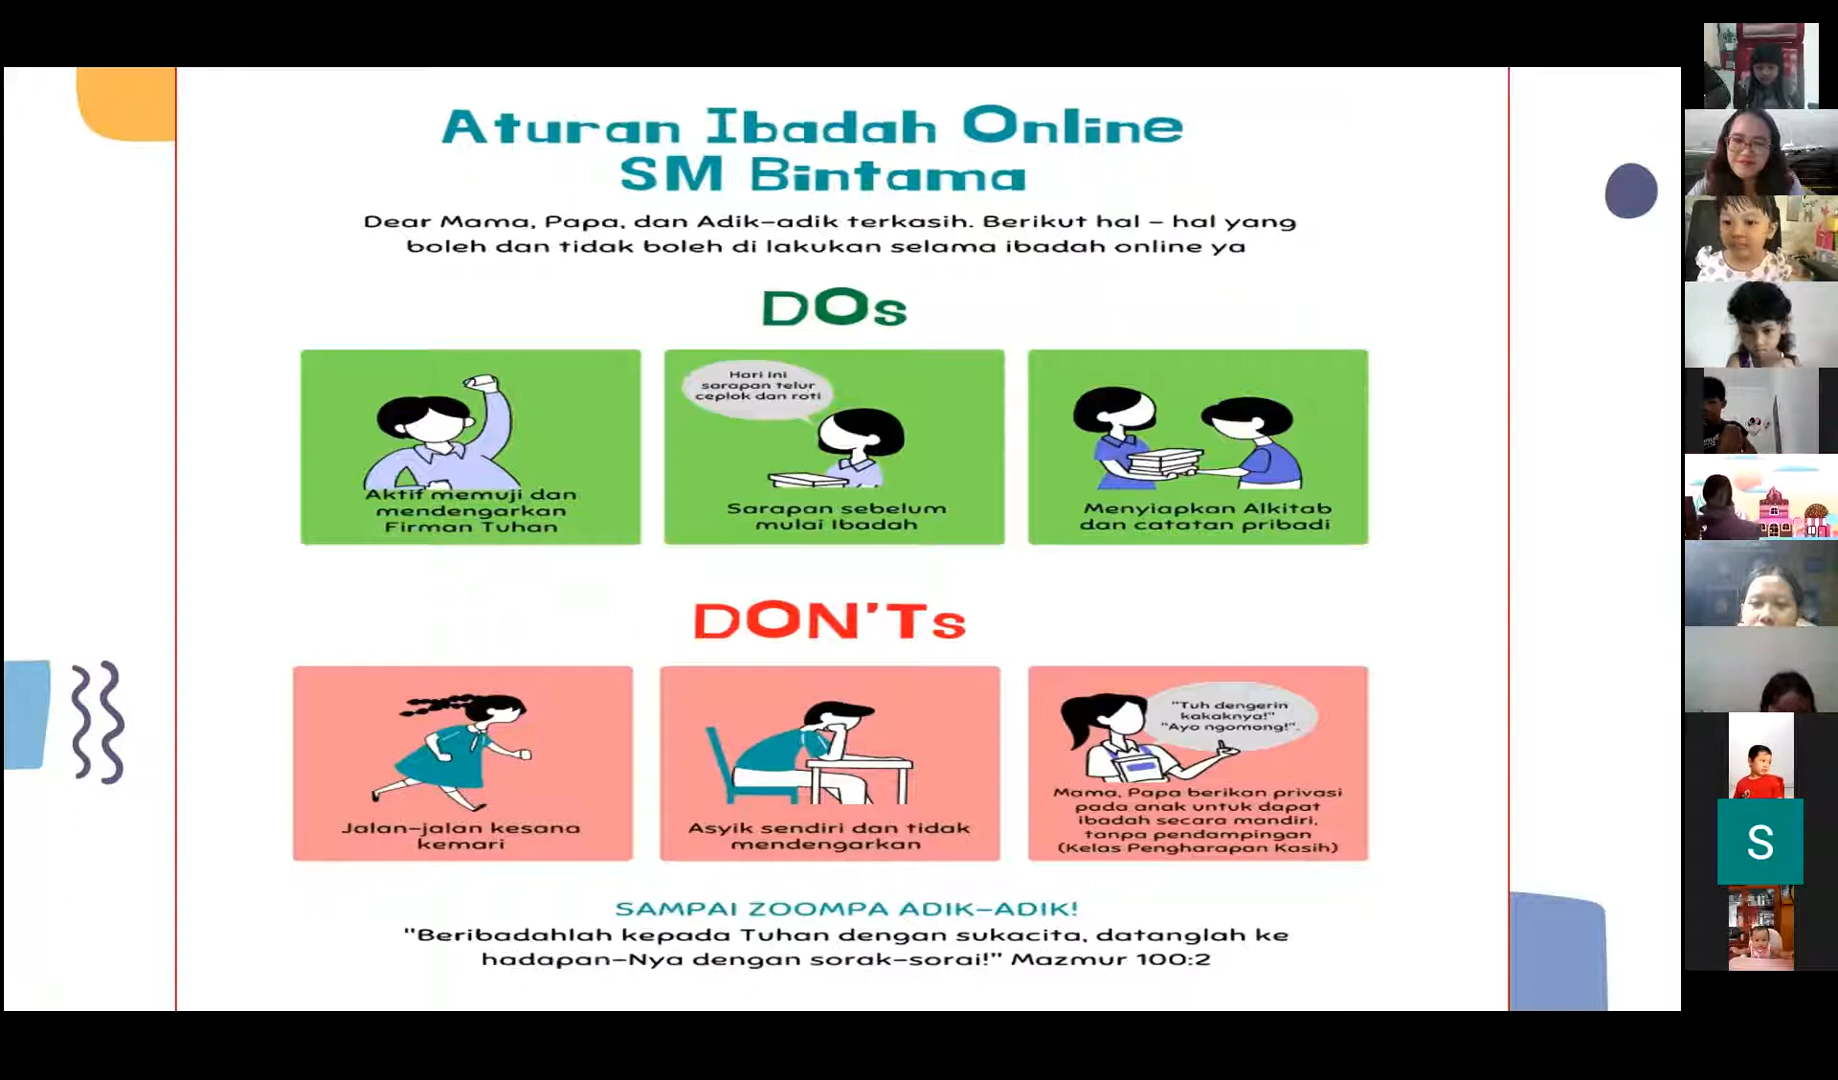 Aturan Ibadah Online
SM Bintama
Dear Mama, Papa, dan Adik-adik terkasih. Berikut hal - hal yang
boleh dan tidak boleh di lakukan selama ibadah online ya
DOs
Aktif memuji dan
mendengarkan
Firman Tuhan
Hari ini
sarapan telur
ceplok dan roti
Sarapan sebelum
mulai Ibadah
Menyiapkan Alkitab
dan catatan pribadi
DON'Ts
Jalan-jalan kesana
kemari
Asyik sendiri dan tidak
mendengarkan
"Tuh dengerin
kakaknya!"
"Ayo ngomong!".
Mama, Papa berikan privasi
pada anak untuk dapat
ibadah secara mandiri,
tanpa pendampingan
(Kelas Pengharapan Kasih)
SAMPAI ZOOMPA ADIK-ADIK!
"Beribadahlah kepada Tuhan dengan sukacita, datanglah ke
hadapan-Nya dengan sorak-sorai!" Mazmur 100:2
S